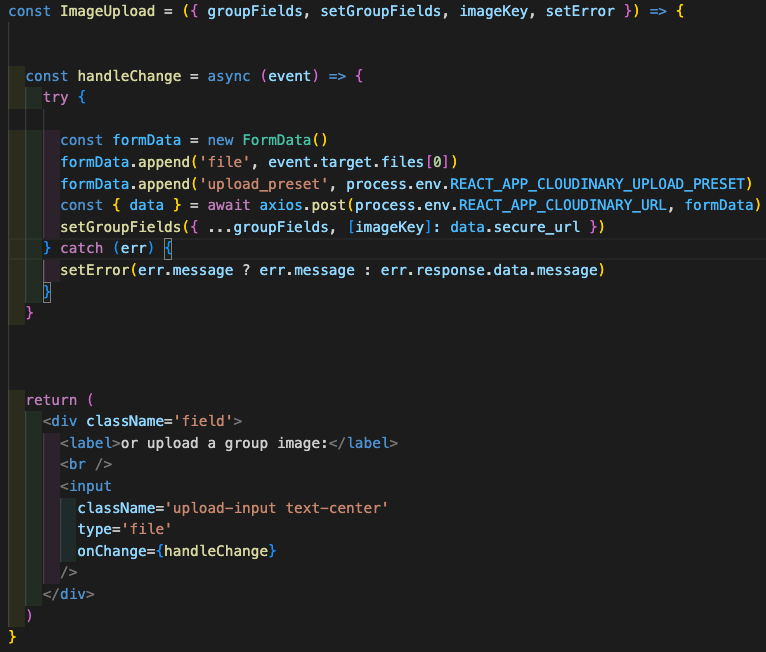 const ImageUpload = ({ groupFields, setGroupFields, imageKey, setError }) => {
const handleChange = async (event) => {
try {
const formData = new FormData()
formData.append('file', event.target.files[0])
formData.append('upload_preset', process.env.REACT_APP_CLOUDINARY_UPLOAD_PRESET)
const { data } = await axios.post(process.env.REACT_APP_CLOUDINARY_URL, formData)
setGroupFields({ ...groupFields, [imageKey]: data.secure_url })
} catch (err) {
setError(err.message ? err.message : err.response.data.message)
}
}
return (
<div className='field'>
<label>or upload a group image:</label>
<br />
<input
className='upload-input text-center'
type='file'
onChange={handleChange}
/>
</div>
)
}